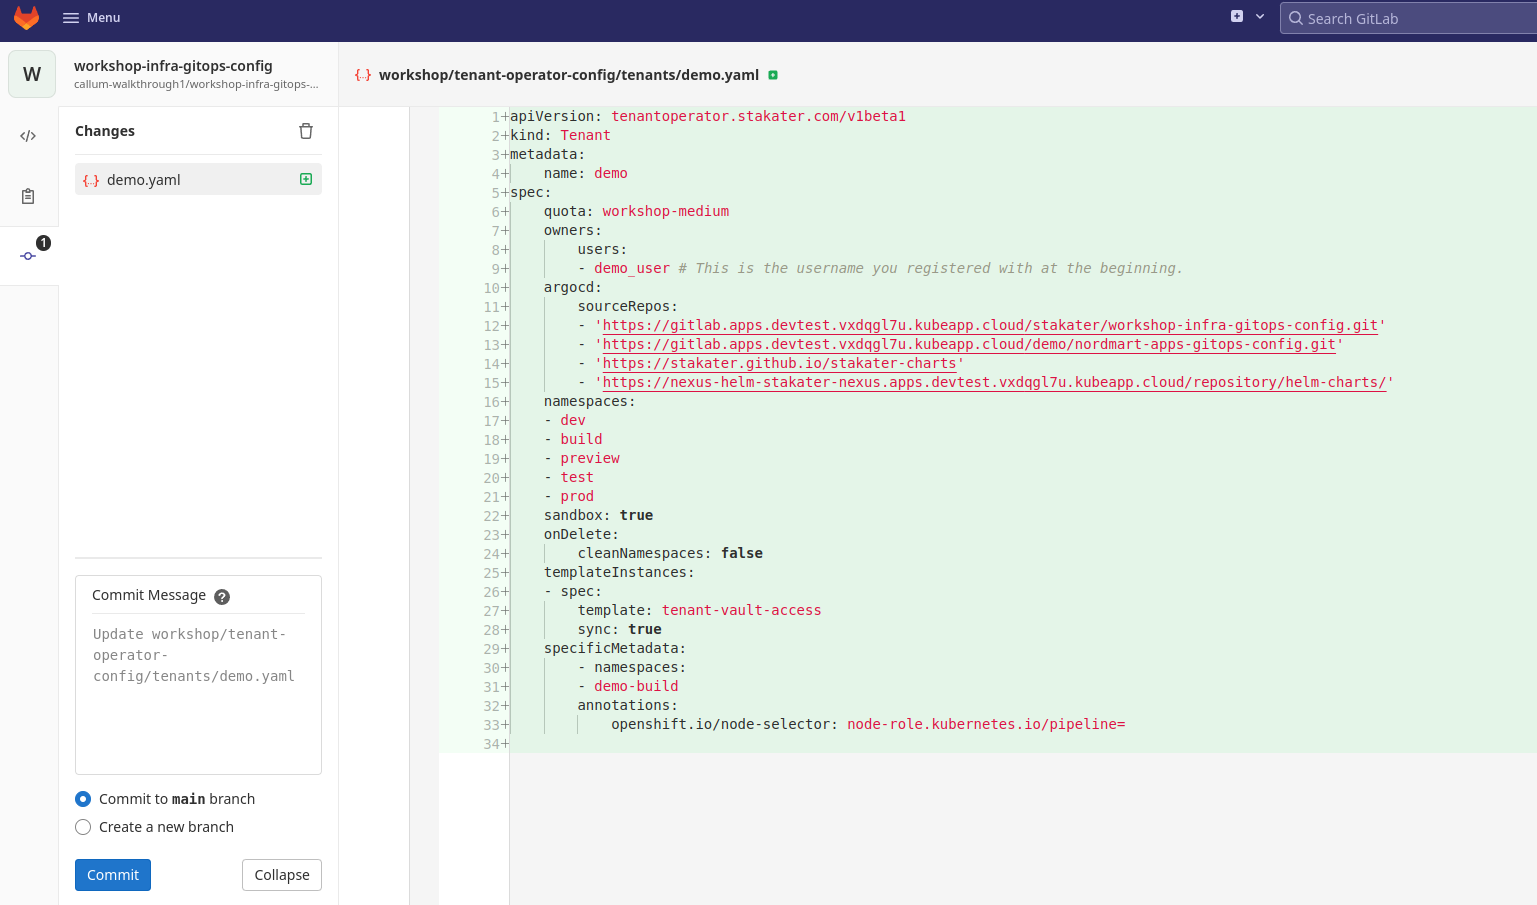 Menu
Search GitLab
W
workshop-infra-gitops-config
callum-walkthrough1/workshop-infra-gitops-...
{..} workshop/tenant-operator-config/tenants/demo.yaml
Changes
{..} demo.yaml
1
1+apiVersion: tenantoperator.stakater.com/v1beta1
2+kind: Tenant
3+metadata:
4+    name: demo
5+spec:
6+    quota: workshop-medium
7+    owners:
8+        users:
9+        - demo_user # This is the username you registered with at the beginning.
10+    argocd:
11+        sourceRepos:
12+        - 'https://gitlab.apps.devtest.vxdqgl7u.kubeapp.cloud/stakater/workshop-infra-gitops-config.git'
13+        - 'https://gitlab.apps.devtest.vxdqgl7u.kubeapp.cloud/demo/nordmart-apps-gitops-config.git'
14+        - 'https://stakater.github.io/stakater-charts'
15+        - 'https://nexus-helm-stakater-nexus.apps.devtest.vxdqgl7u.kubeapp.cloud/repository/helm-charts/'
16+    namespaces:
17+    - dev
18+    - build
19+    - preview
20+    - test
21+    - prod
22+    sandbox: true
23+    onDelete:
24+        cleanNamespaces: false
25+    templateInstances:
26+    - spec:
27+        template: tenant-vault-access
28+        sync: true
29+    specificMetadata:
30+        - namespaces:
31+        - demo-build
32+        annotations:
33+            openshift.io/node-selector: node-role.kubernetes.io/pipeline=
34+
Commit Message ?
Update workshop/tenant-
operator-
config/tenants/demo.yaml
Commit to main branch
Create a new branch
Commit
Collapse